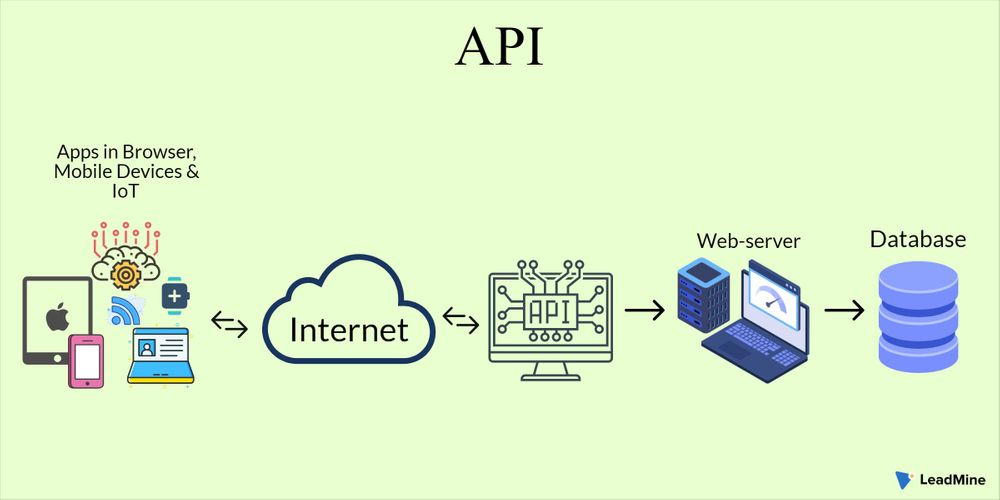 API
Apps in Browser,
Mobile Devices &
IoT
Internet
API
Web-server
Database
LeadMine